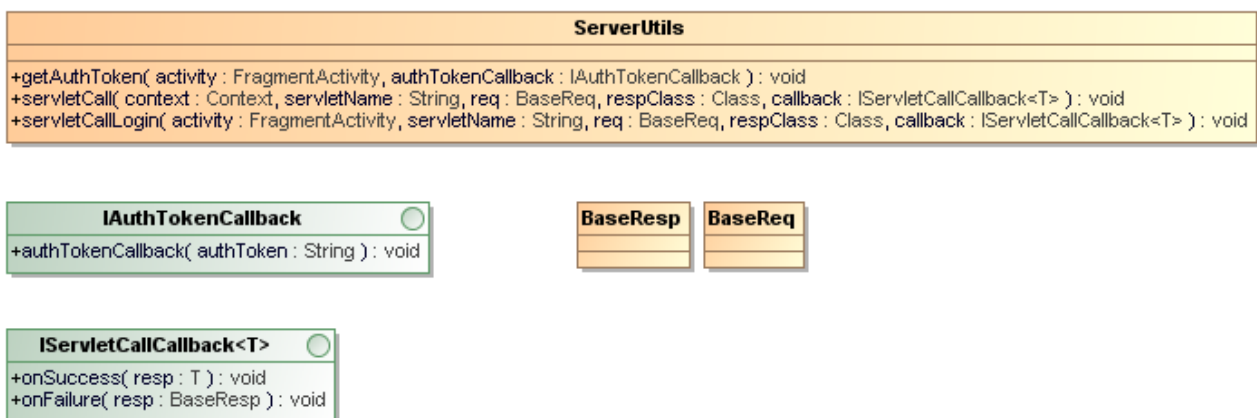 ServerUtils
+getAuthToken( activity : FragmentActivity, authTokenCallback : IAuthTokenCallback ) : void
+servletCall( context : Context, servletName : String, req : BaseReq, respClass : Class, callback : IServletCallCallback<T> ) : void
+servletCallLogin( activity : FragmentActivity, servletName : String, req : BaseReq, respClass : Class, callback : IServletCallCallback<T> ) : void
IAuthTokenCallback
+authTokenCallback( authToken : String ) : void
BaseResp
BaseReq
IServletCallCallback<T>
+onSuccess( resp : T ) : void
+onFailure( resp : BaseResp ) : void